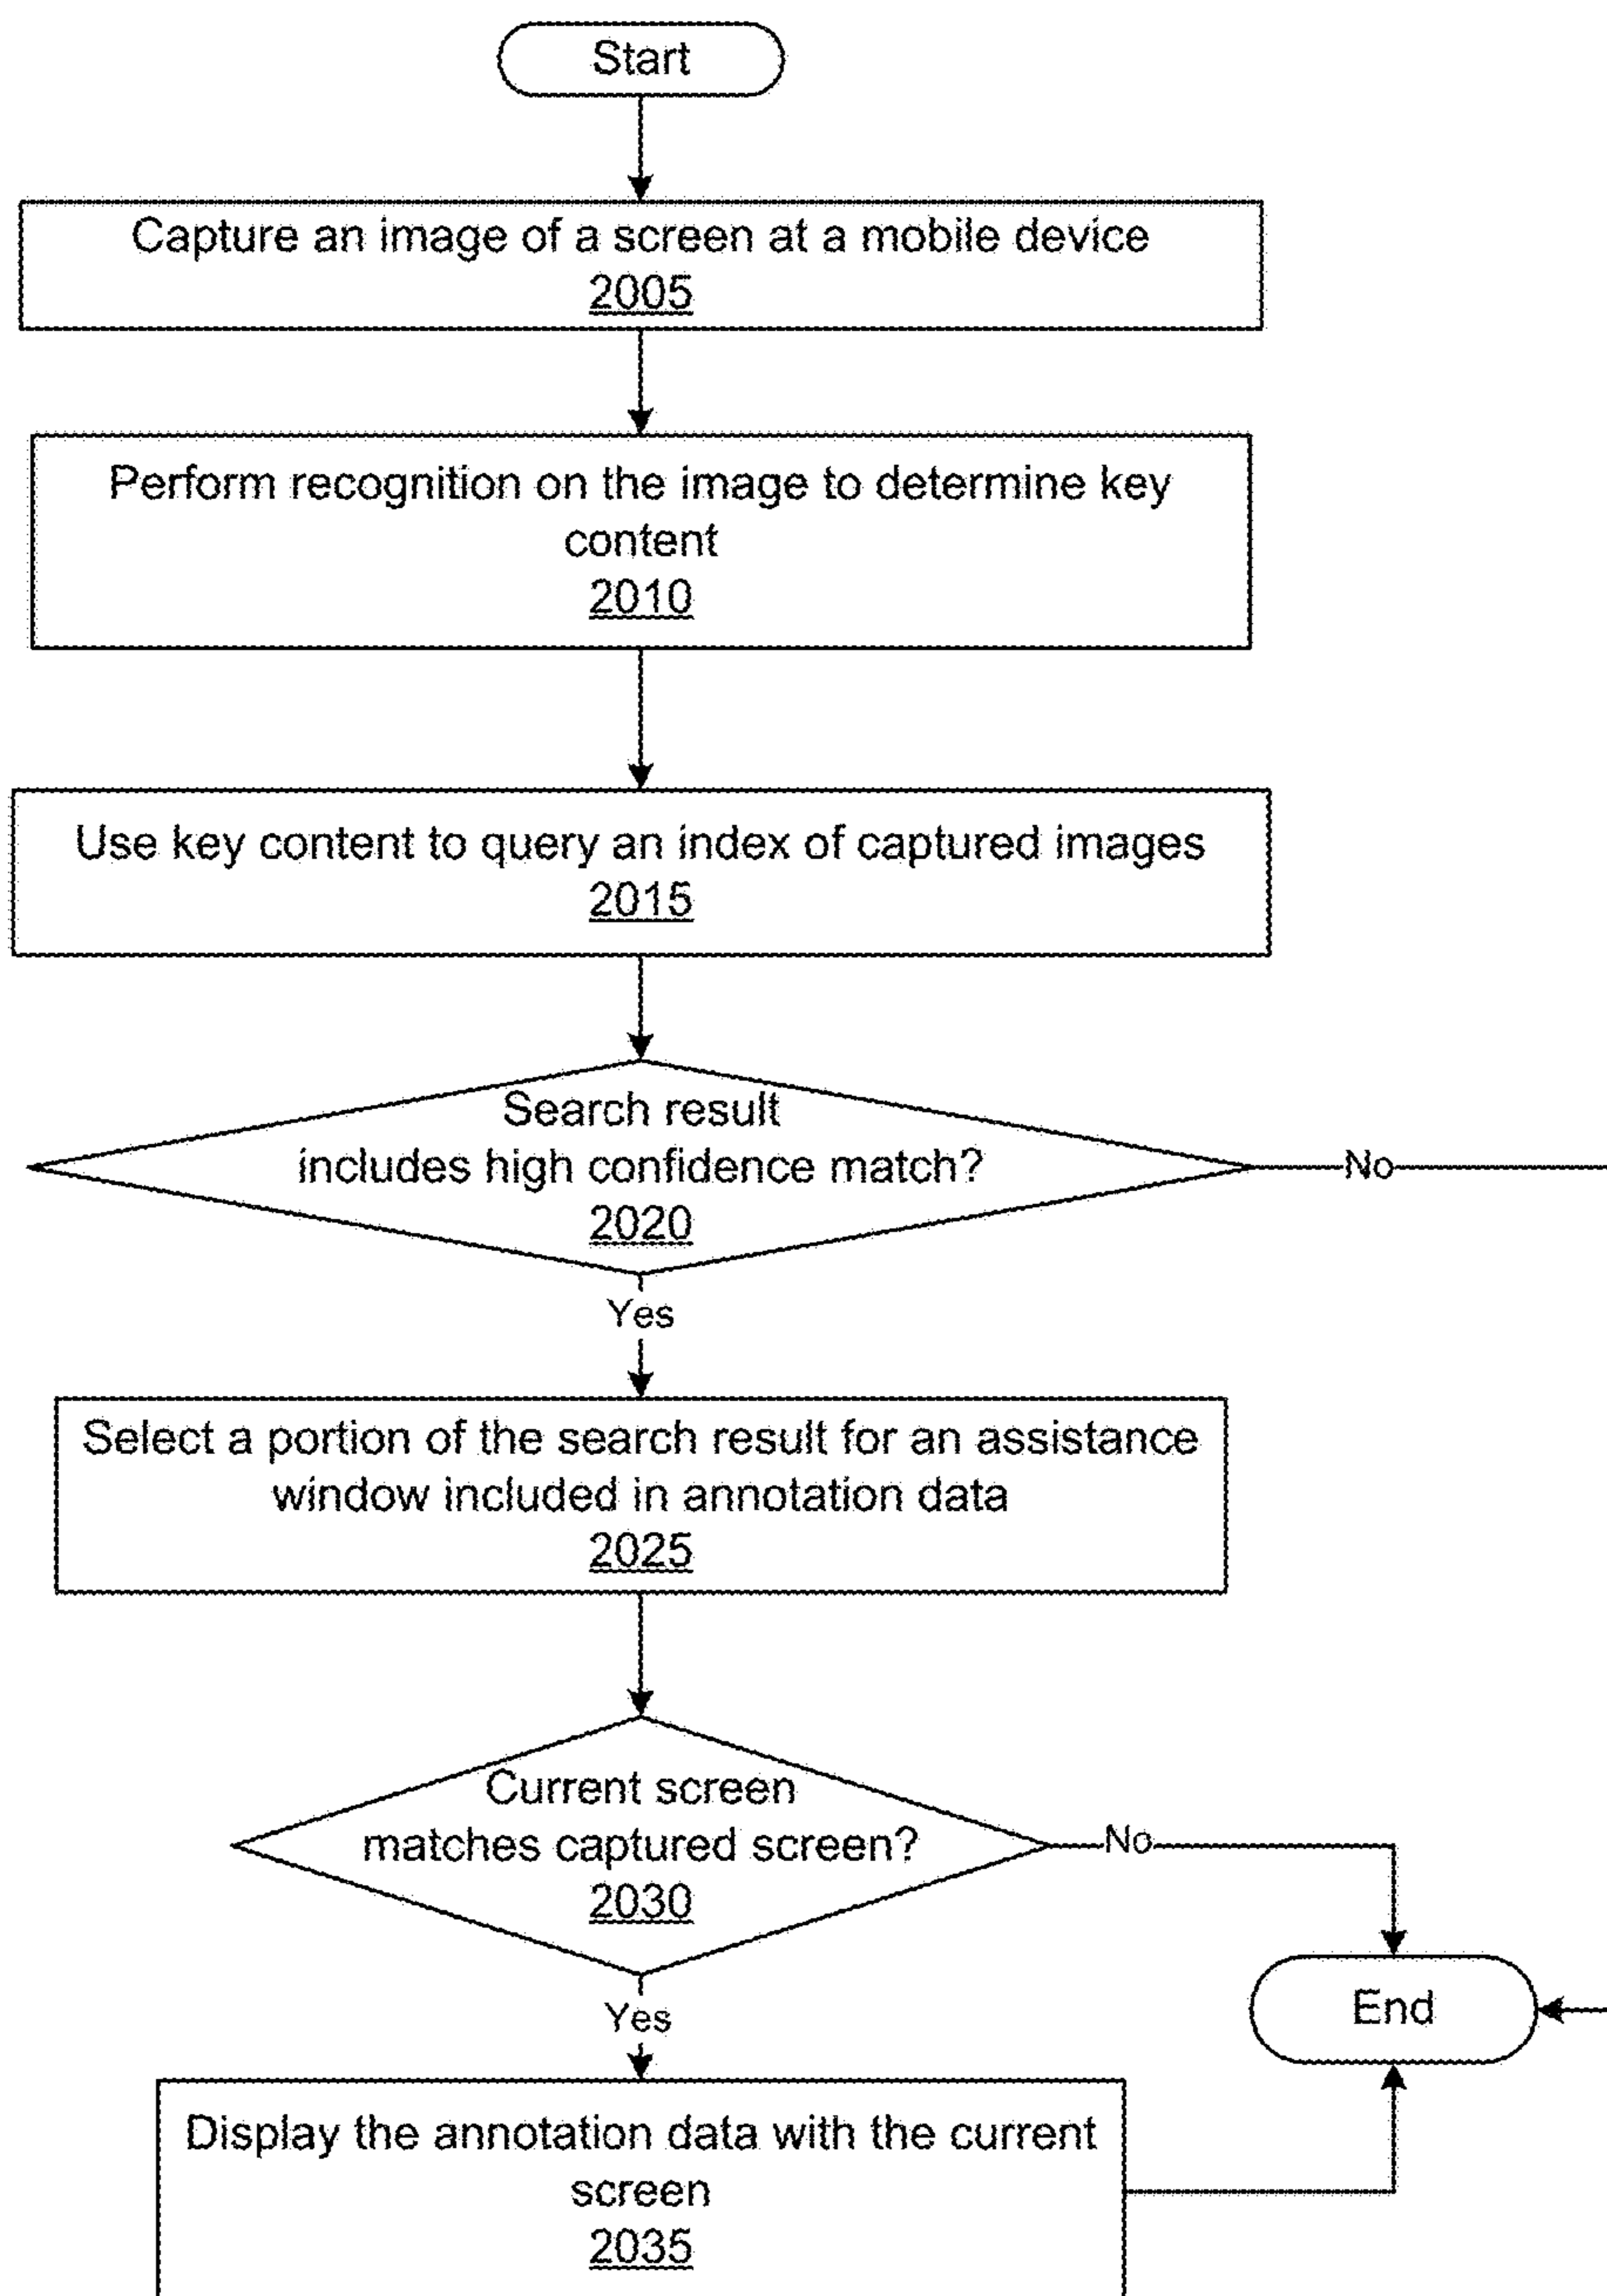 Start
Capture an image of a screen at a mobile device
2005
Perform recognition on the image to determine key
content
2010
Use key content to query an index of captured images
2015
Search result
includes high confidence match?
2020
No
Yes
Select a portion of the search result for an assistance
window included in annotation data
2025
Current screen
matches captured screen?
2030
No
End
Yes
Display the annotation data with the current
screen
2035